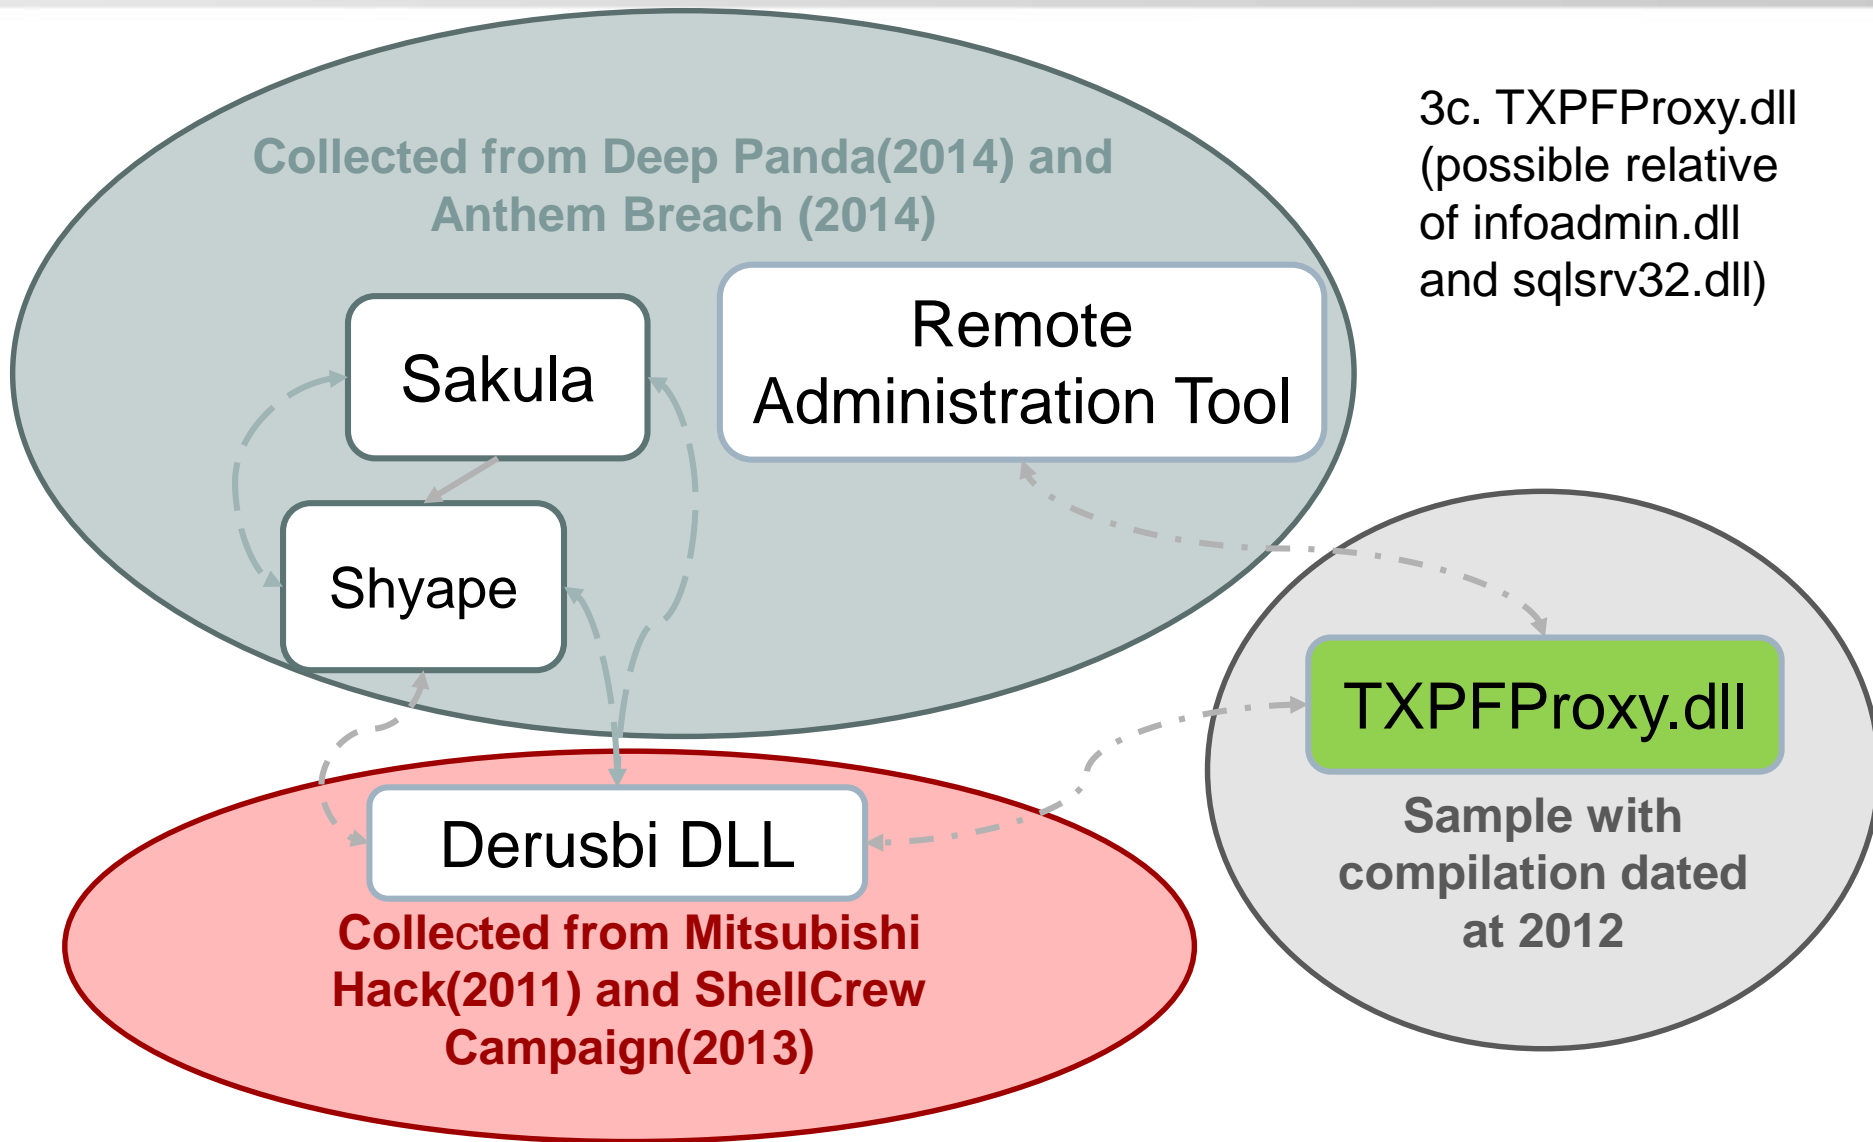 3c. TXPFProxy.dll
(possible relative
of infoadmin.dll
and sqlsrv32.dll)
Collected from Deep Panda(2014) and
Anthem Breach (2014)
Sakula
Remote
Administration Tool
Shyape
TXPFProxy.dll
Sample with
compilation dated
at 2012
Derusbi DLL
Collected from Mitsubishi
Hack(2011) and ShellCrew
Campaign(2013)